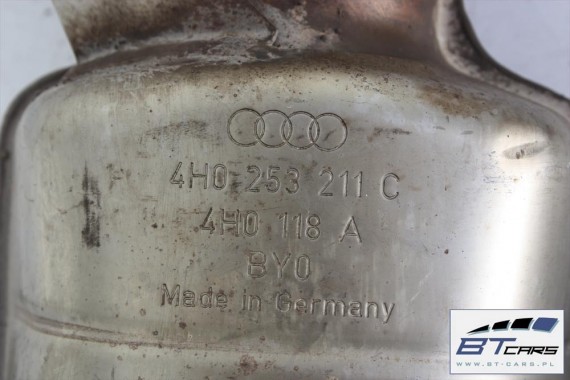 4H0 253 211 C
4H0 118 A
BY0
Made in Germany
BTCARS
WWW.BT-CARS.PL